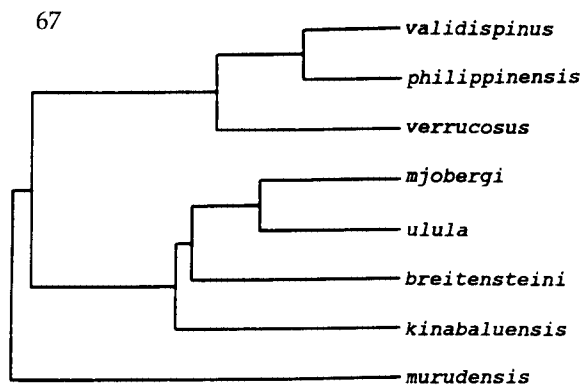 67
validispinus
philippinensis
verrucosus
mjobergi
ulula
breitensteini
kinabaluensis
murudensis